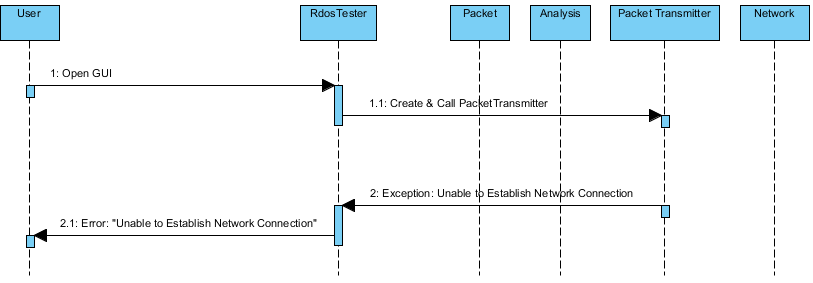 User
RdosTester
Packet
Analysis
Packet Transmitter
Network
1: Open GUI
1.1: Create & Call PacketTransmitter
2: Exception: Unable to Establish Network Connection
2.1: Error: "Unable to Establish Network Connection"